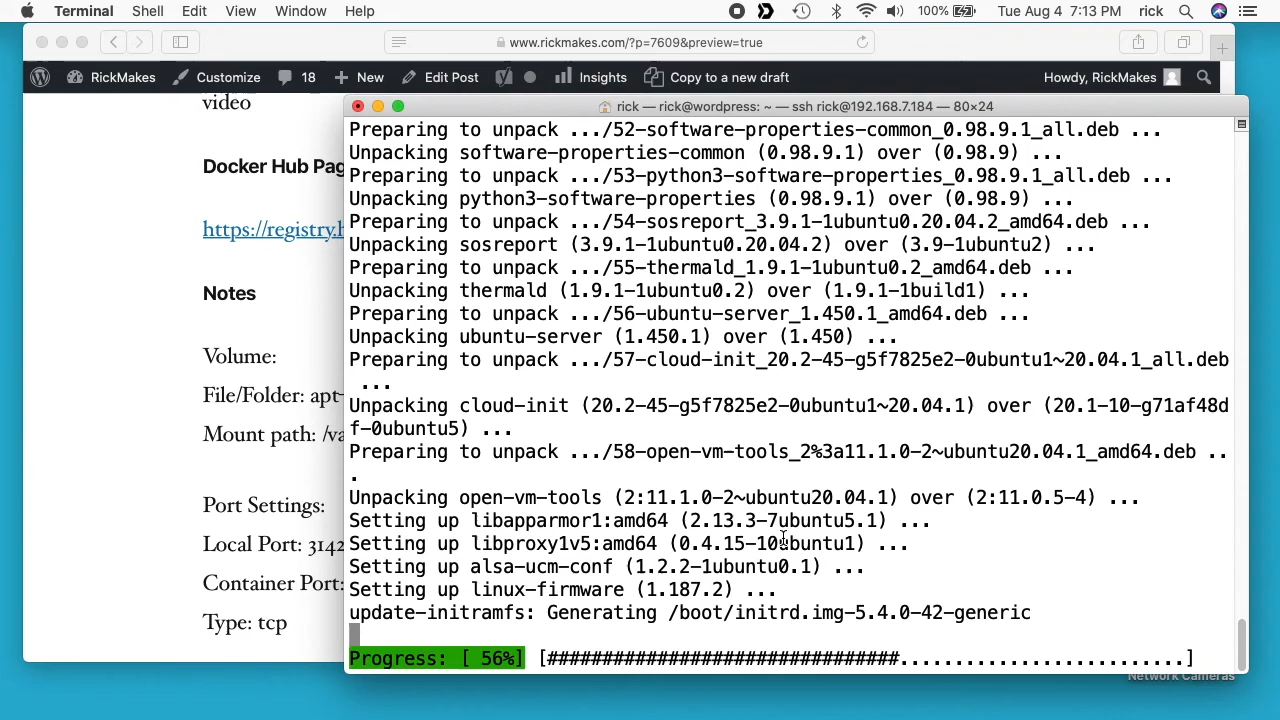 Terminal Shell Edit View Window Help 100% Tue Aug 4 7:13 PM rick
www.rickmakes.com/?p=7609&preview=true
RickMakes Customize 18 New Edit Post Insights Copy to a new draft Howdy, RickMakes
video
Docker Hub Pag
https://registry.h
Notes
Volume:
File/Folder: apt-
Mount path: /va
Port Settings:
Local Port: 3142
Container Port:
Type: tcp
rick — rick@wordpress: ~ — ssh rick@192.168.7.184 — 80×24
Preparing to unpack .../52-software-properties-common_0.98.9.1_all.deb ...
Unpacking software-properties-common (0.98.9.1) over (0.98.9) ...
Preparing to unpack .../53-python3-software-properties_0.98.9.1_all.deb ...
Unpacking python3-software-properties (0.98.9.1) over (0.98.9) ...
Preparing to unpack .../54-sosreport_3.9.1-1ubuntu0.20.04.2_amd64.deb ...
Unpacking sosreport (3.9.1-1ubuntu0.20.04.2) over (3.9-1ubuntu2) ...
Preparing to unpack .../55-thermald_1.9.1-1ubuntu0.2_amd64.deb ...
Unpacking thermald (1.9.1-1ubuntu0.2) over (1.9.1-1build1) ...
Preparing to unpack .../56-ubuntu-server_1.450.1_amd64.deb ...
Unpacking ubuntu-server (1.450.1) over (1.450) ...
Preparing to unpack .../57-cloud-init_20.2-45-g5f7825e2-0ubuntu1~20.04.1_all.deb
...
Unpacking cloud-init (20.2-45-g5f7825e2-0ubuntu1~20.04.1) over (20.1-10-g71af48d
f-0ubuntu5) ...
Preparing to unpack .../58-open-vm-tools_2%3a11.1.0-2~ubuntu20.04.1_amd64.deb ..
.
Unpacking open-vm-tools (2:11.1.0-2~ubuntu20.04.1) over (2:11.0.5-4) ...
Setting up libapparmor1:amd64 (2.13.3-7ubuntu5.1) ...
Setting up libproxy1v5:amd64 (0.4.15-10ubuntu1) ...
Setting up alsa-ucm-conf (1.2.2-1ubuntu0.1) ...
Setting up linux-firmware (1.187.2) ...
update-initramfs: Generating /boot/initrd.img-5.4.0-42-generic
Progress: [ 56%] [################################..........................]
Network Cameras